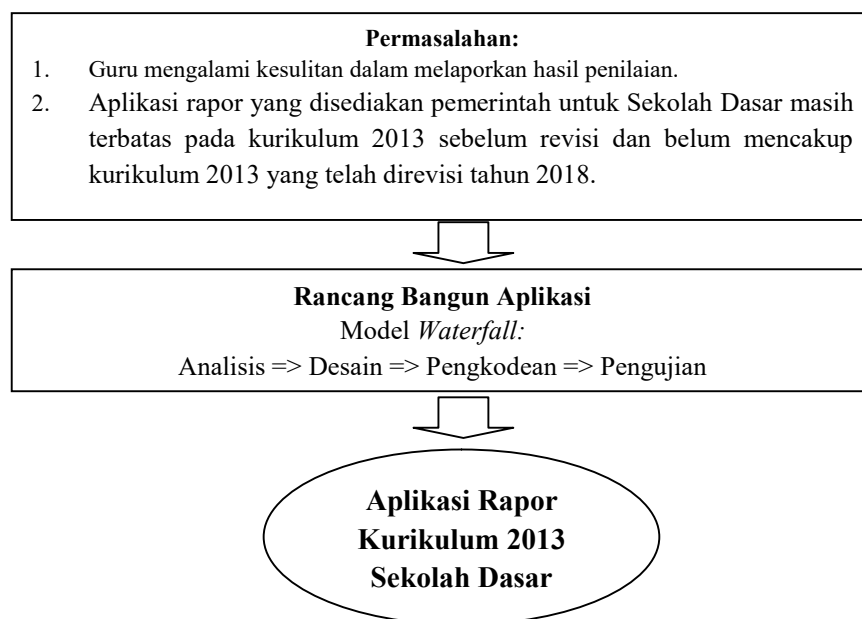 Permasalahan:
1. Guru mengalami kesulitan dalam melaporkan hasil penilaian.
2. Aplikasi rapor yang disediakan pemerintah untuk Sekolah Dasar masih
terbatas pada kurikulum 2013 sebelum revisi dan belum mencakup
kurikulum 2013 yang telah direvisi tahun 2018.
Rancang Bangun Aplikasi
Model Waterfall:
Analisis => Desain => Pengkodean => Pengujian
Aplikasi Rapor
Kurikulum 2013
Sekolah Dasar